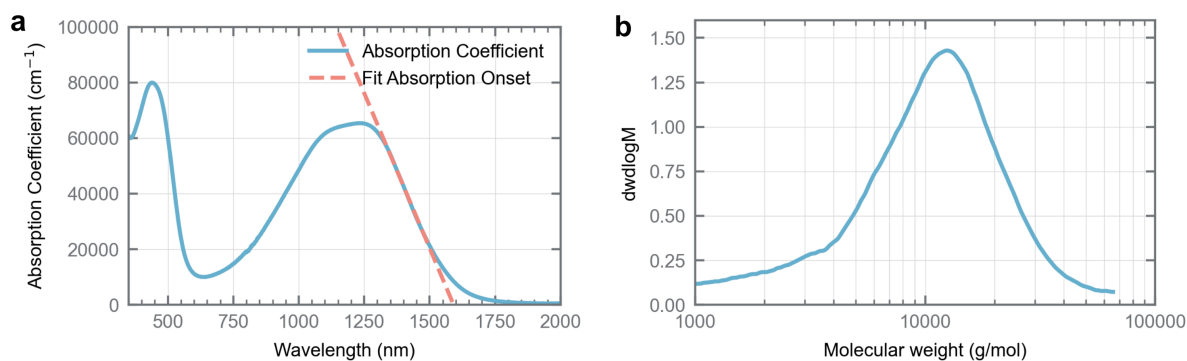 a
100000
80000
60000
40000
20000
0
Absorption Coefficient (cm⁻¹)
Absorption Coefficient
Fit Absorption Onset
500 750 1000 1250 1500 1750 2000
Wavelength (nm)
b
1.50
1.25
1.00
0.75
0.50
0.25
0.00
dwdlogM
1000 10000 100000
Molecular weight (g/mol)